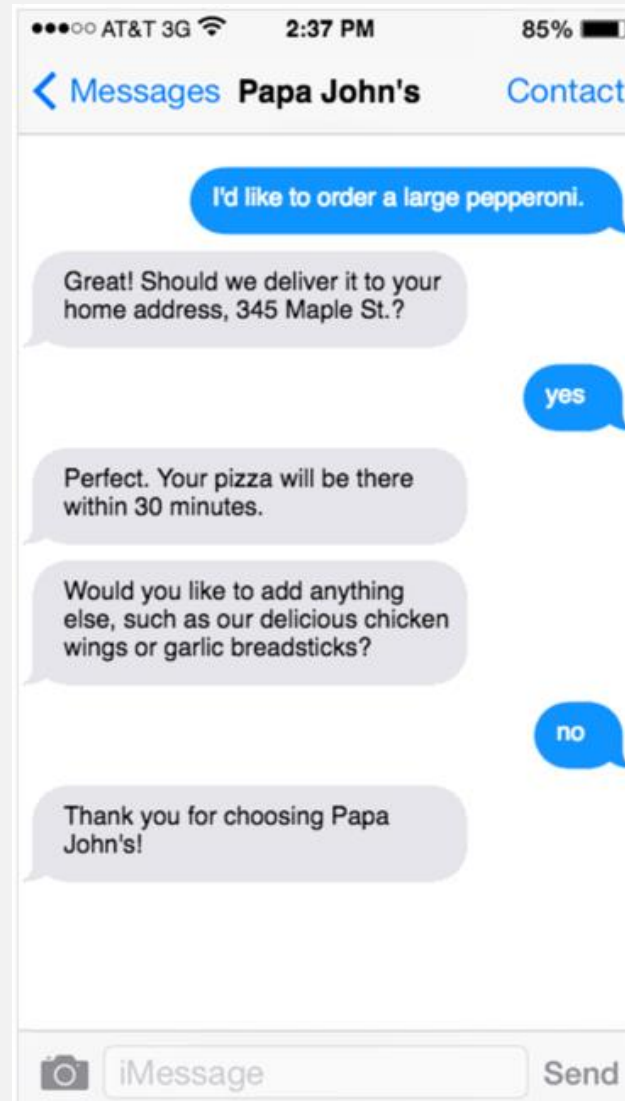 AT&T 3G 2:37 PM 85%
Messages Papa John's Contact
I'd like to order a large pepperoni.
Great! Should we deliver it to your
home address, 345 Maple St.?
yes
Perfect. Your pizza will be there
within 30 minutes.
Would you like to add anything
else, such as our delicious chicken
wings or garlic breadsticks?
no
Thank you for choosing Papa
John's!
iMessage Send